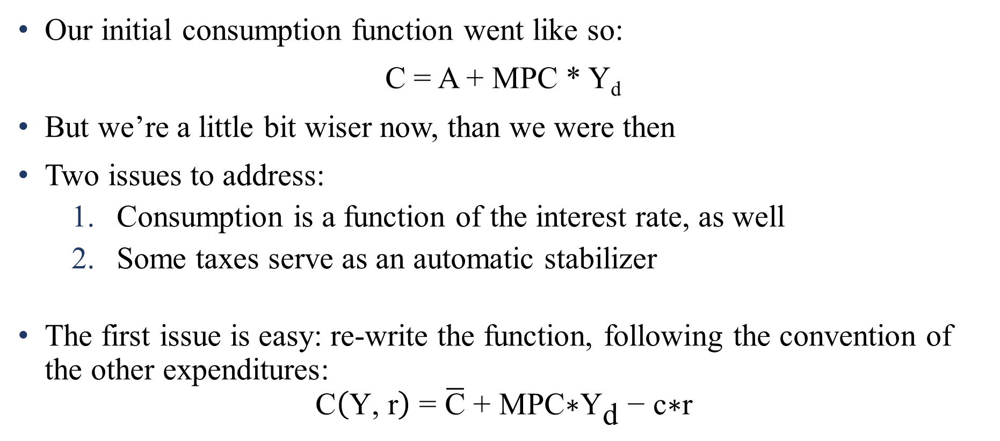 • Our initial consumption function went like so:
C = A + MPC * Y_d
• But we’re a little bit wiser now, than we were then
• Two issues to address:
1. Consumption is a function of the interest rate, as well
2. Some taxes serve as an automatic stabilizer
• The first issue is easy: re-write the function, following the convention of
the other expenditures:
C(Y, r) = C̅ + MPC∗Y_d − c∗r